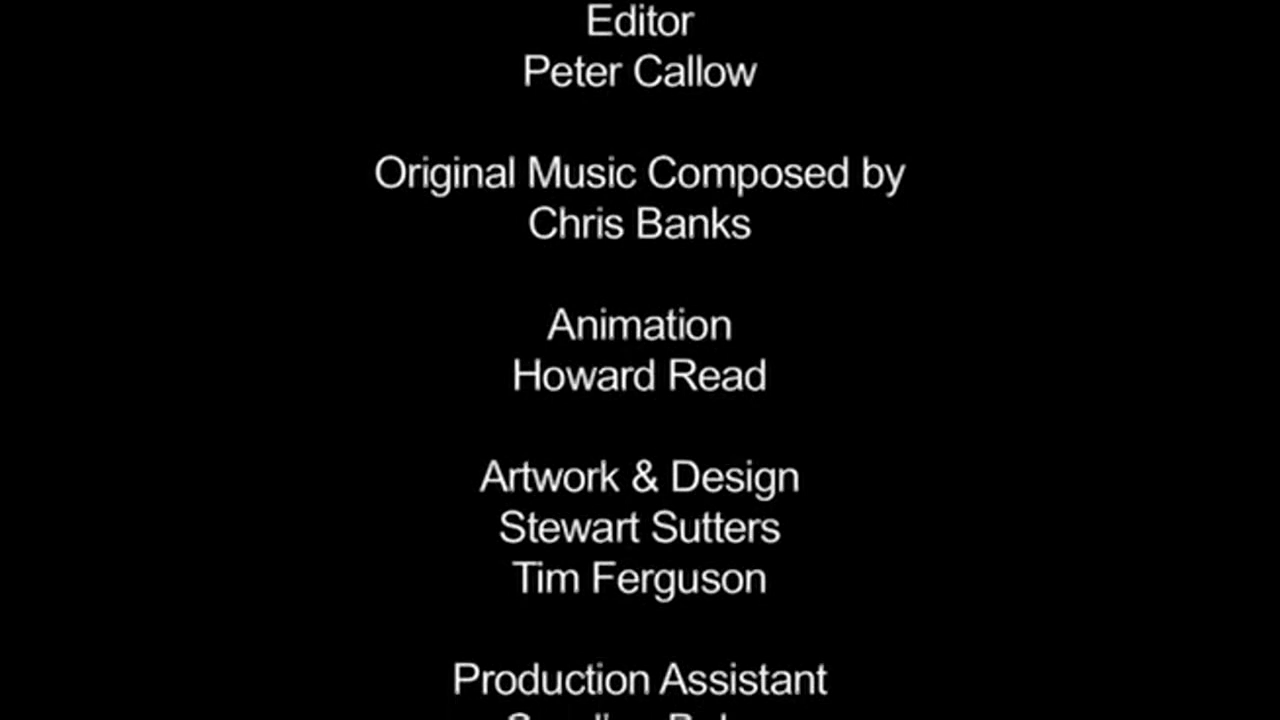 Editor
Peter Callow
Original Music Composed by
Chris Banks
Animation
Howard Read
Artwork & Design
Stewart Sutters
Tim Ferguson
Production Assistant